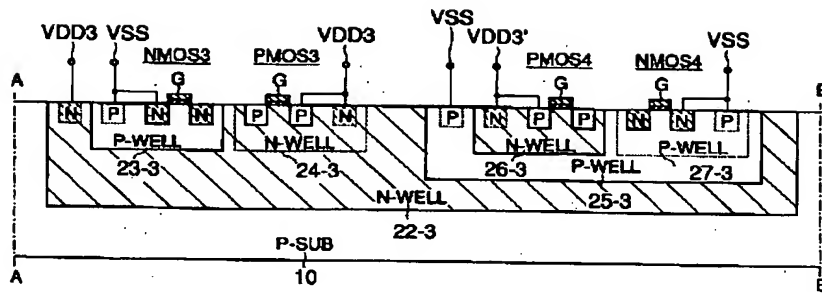 VDD3 VSS NMOS3 PMOS3 VDD3 VSS VDD3' PMOS4 NMOS4 VSS
A G G G G
N P N N P P N P N P P N N P
P-WELL N-WELL N-WELL P-WELL
23-3 24-3 26-3 P-WELL 27-3
N-WELL 25-3
22-3
P-SUB
A 10